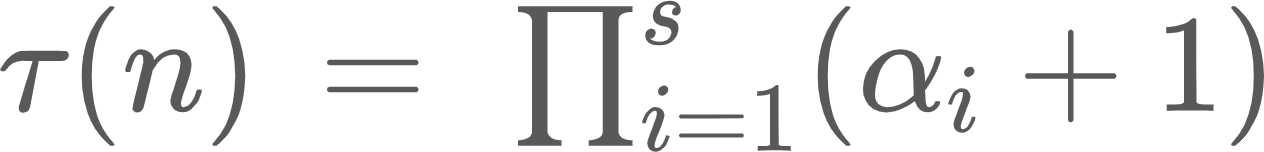 τ(n) = ∏_{i=1}^{s}(α_i + 1)